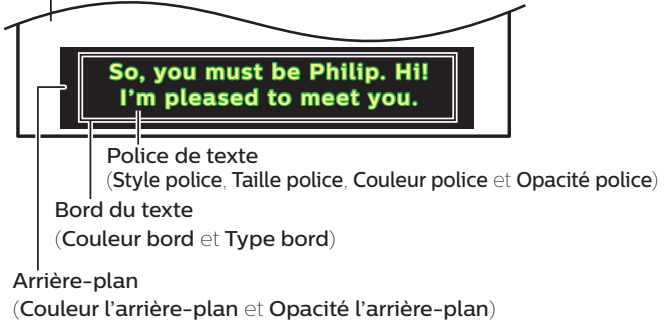 So, you must be Philip. Hi!
I'm pleased to meet you.
Police de texte
(Style police, Taille police, Couleur police et Opacité police)
Bord du texte
(Couleur bord et Type bord)
Arrière-plan
(Couleur l'arrière-plan et Opacité l'arrière-plan)